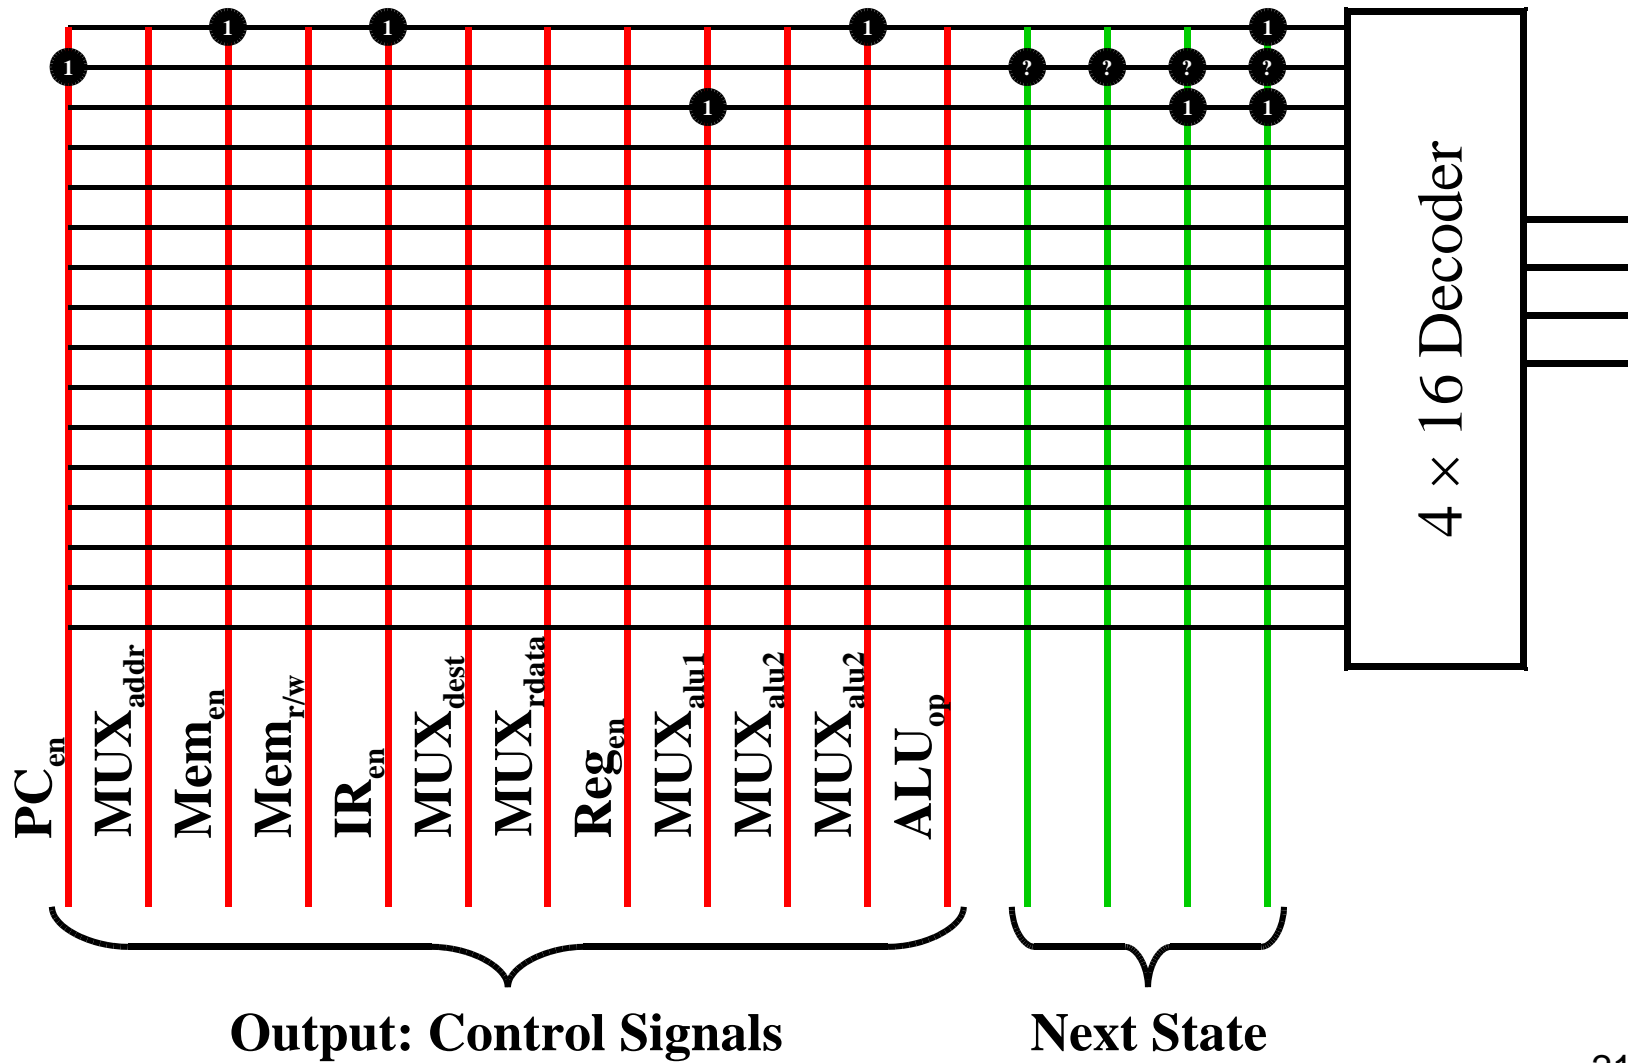 1 1 1 1
1 ? ? ? ?
1 1 1
4 × 16 Decoder
PCen
MUXaddr
Memen
Memr/w
IRen
MUXdest
MUXrdata
Regen
MUXalu1
MUXalu2
MUXalu2
ALUop
Output: Control Signals
Next State